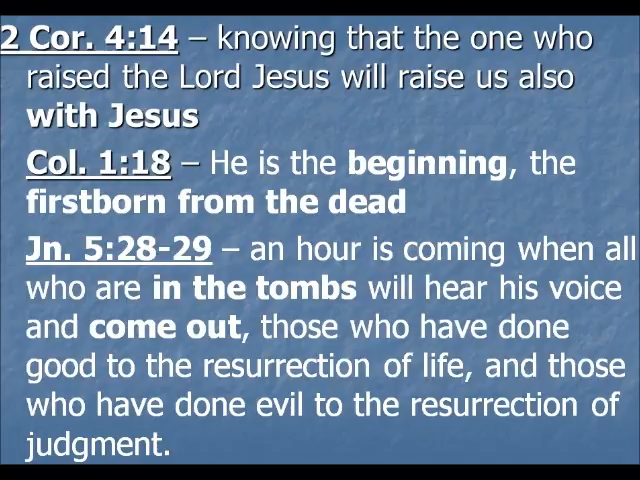 2 Cor. 4:14 – knowing that the one who
raised the Lord Jesus will raise us also
with Jesus
Col. 1:18 – He is the beginning, the
firstborn from the dead
Jn. 5:28-29 – an hour is coming when all
who are in the tombs will hear his voice
and come out, those who have done
good to the resurrection of life, and those
who have done evil to the resurrection of
judgment.